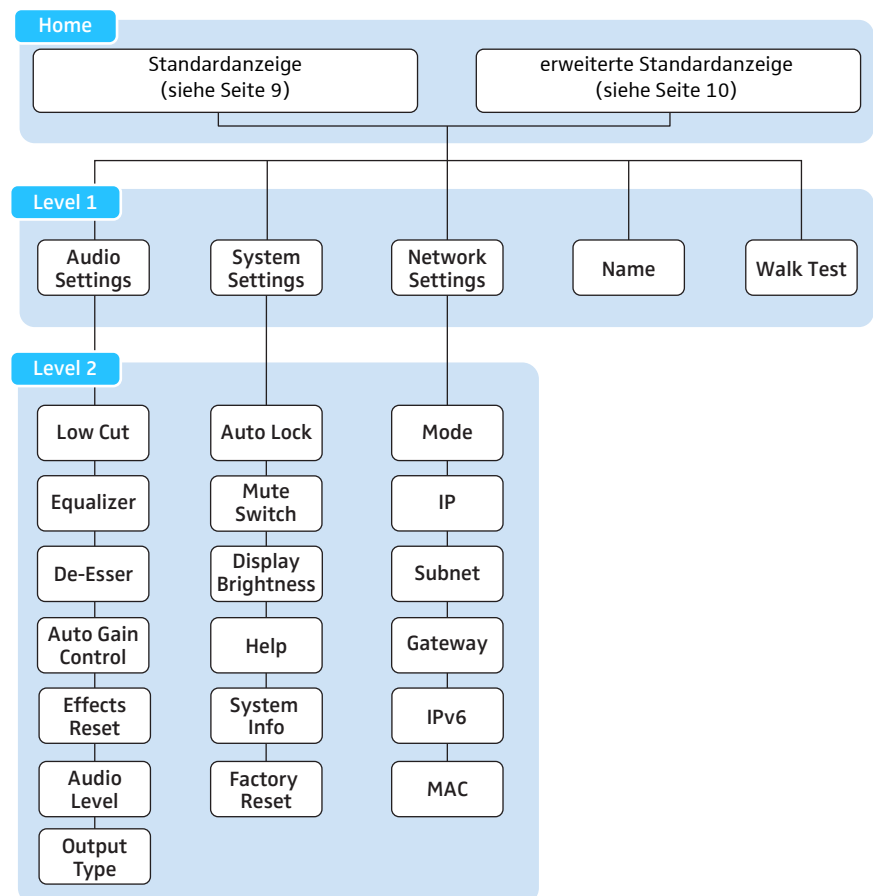 Home
Standardanzeige
(siehe Seite 9)
erweiterte Standardanzeige
(siehe Seite 10)
Level 1
Audio
Settings
System
Settings
Network
Settings
Name
Walk Test
Level 2
Low Cut
Equalizer
De-Esser
Auto Gain
Control
Effects
Reset
Audio
Level
Output
Type
Auto Lock
Mute
Switch
Display
Brightness
Help
System
Info
Factory
Reset
Mode
IP
Subnet
Gateway
IPv6
MAC